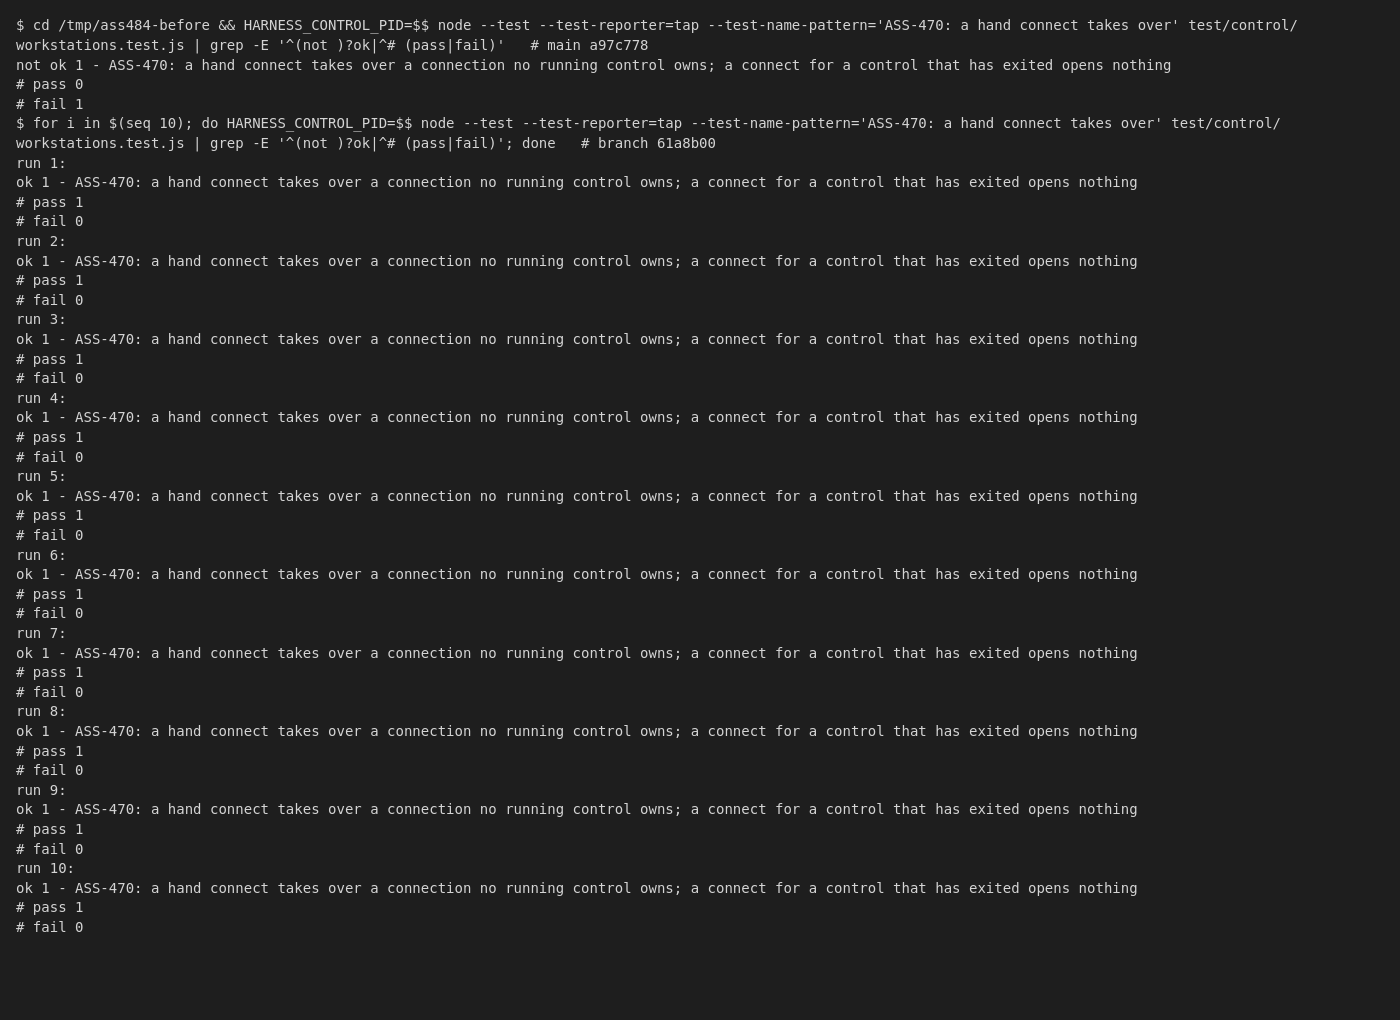 $ cd /tmp/ass484-before && HARNESS_CONTROL_PID=$$ node --test --test-reporter=tap --test-name-pattern='ASS-470: a hand connect takes over' test/control/
workstations.test.js | grep -E '^(not )?ok|^# (pass|fail)'   # main a97c778
not ok 1 - ASS-470: a hand connect takes over a connection no running control owns; a connect for a control that has exited opens nothing
# pass 0
# fail 1
$ for i in $(seq 10); do HARNESS_CONTROL_PID=$$ node --test --test-reporter=tap --test-name-pattern='ASS-470: a hand connect takes over' test/control/
workstations.test.js | grep -E '^(not )?ok|^# (pass|fail)'; done   # branch 61a8b00
run 1:
ok 1 - ASS-470: a hand connect takes over a connection no running control owns; a connect for a control that has exited opens nothing
# pass 1
# fail 0
run 2:
ok 1 - ASS-470: a hand connect takes over a connection no running control owns; a connect for a control that has exited opens nothing
# pass 1
# fail 0
run 3:
ok 1 - ASS-470: a hand connect takes over a connection no running control owns; a connect for a control that has exited opens nothing
# pass 1
# fail 0
run 4:
ok 1 - ASS-470: a hand connect takes over a connection no running control owns; a connect for a control that has exited opens nothing
# pass 1
# fail 0
run 5:
ok 1 - ASS-470: a hand connect takes over a connection no running control owns; a connect for a control that has exited opens nothing
# pass 1
# fail 0
run 6:
ok 1 - ASS-470: a hand connect takes over a connection no running control owns; a connect for a control that has exited opens nothing
# pass 1
# fail 0
run 7:
ok 1 - ASS-470: a hand connect takes over a connection no running control owns; a connect for a control that has exited opens nothing
# pass 1
# fail 0
run 8:
ok 1 - ASS-470: a hand connect takes over a connection no running control owns; a connect for a control that has exited opens nothing
# pass 1
# fail 0
run 9:
ok 1 - ASS-470: a hand connect takes over a connection no running control owns; a connect for a control that has exited opens nothing
# pass 1
# fail 0
run 10:
ok 1 - ASS-470: a hand connect takes over a connection no running control owns; a connect for a control that has exited opens nothing
# pass 1
# fail 0